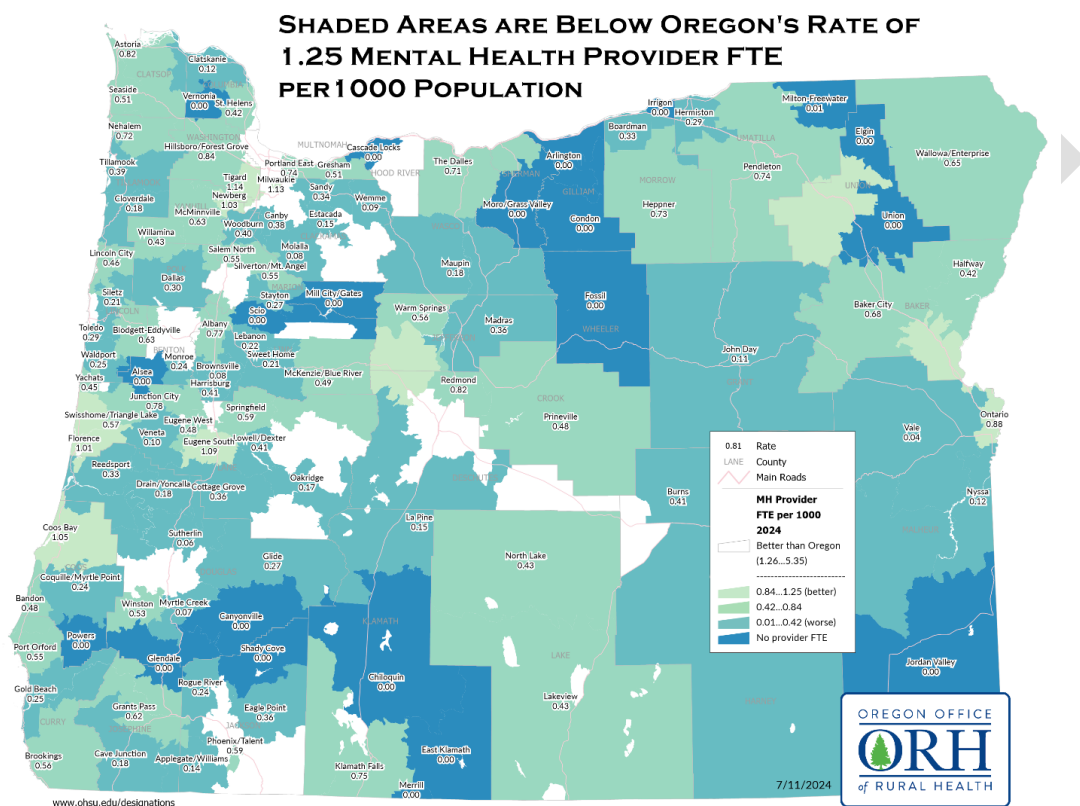 SHADED AREAS ARE BELOW OREGON'S RATE OF
1.25 MENTAL HEALTH PROVIDER FTE
PER1000 POPULATION
Astoria
0.82
Clatskanie
0.12
CLATSOP
Seaside
0.51
Vernonia
0.00
St. Helens
0.42
Nehalem
0.72
WASHINGTON
Hillsboro/Forest Grove
0.84
MULTNOMAH
Cascade Locks
0.00
HOOD RIVER
Tillamook
0.39
Portland East
0.74
Gresham
0.51
The Dalles
0.71
SHERMAN
Arlington
0.00
GILLIAM
Irrigon
0.00
Hermiston
0.29
Boardman
0.33
UMATILLA
Milton-Freewater
0.01
Elgin
0.00
Wallowa/Enterprise
0.65
Pendleton
0.74
MORROW
Heppner
0.73
UNION
Union
0.00
Tigard
1.14
Milwaukie
1.13
Newberg
1.03
Sandy
0.34
Wemme
0.09
Cloverdale
0.18
YAMHILL
McMinnville
0.63
Canby
0.38
Estacada
0.15
Moro/Grass Valley
0.00
Condon
0.00
Woodburn
0.40
Willamina
0.43
Molalla
0.08
Lincoln City
0.46
Salem North
0.55
Silverton/Mt. Angel
0.55
MARION
Maupin
0.18
Halfway
0.42
Dallas
0.30
Siletz
0.21
LINCOLN
Stayton
0.27
Mill City/Gates
0.00
Scio
0.00
Warm Springs
0.56
Fossil
0.00
WHEELER
Baker City
0.68
BAKER
Toledo
0.29
Blodgett-Eddyville
0.63
Albany
0.77
Lebanon
0.22
Madras
0.36
BENTON
Waldport
0.25
Monroe
0.24
Sweet Home
0.21
John Day
0.11
Yachats
0.45
Alsea
0.00
Brownsville
0.08
McKenzie/Blue River
0.49
Redmond
0.82
CROOK
Harrisburg
0.41
Junction City
0.78
Springfield
0.59
Prineville
0.48
Swisshome/Triangle Lake
0.57
Eugene West
0.48
Ontario
0.88
Vale
0.04
Florence
1.01
Veneta
0.10
Eugene South
1.09
Lowell/Dexter
0.41
Reedsport
0.33
Drain/Yoncalla
0.18
Cottage Grove
0.36
Oakridge
0.17
Burns
0.41
Nyssa
0.12
La Pine
0.15
Coos Bay
1.05
Sutherlin
0.06
North Lake
0.43
Glide
0.27
Coquille/Myrtle Point
0.24
Bandon
0.48
Winston
0.53
Myrtle Creek
0.07
Canyonville
0.00
KLAMATH
Powers
0.00
Port Orford
0.55
Shady Cove
0.00
LAKE
Glendale
0.00
Chiloquin
0.00
Jordan Valley
0.00
Gold Beach
0.25
Rogue River
0.24
Lakeview
0.43
Grants Pass
0.62
Eagle Point
0.36
CURRY
Phoenix/Talent
0.59
Brookings
0.56
Cave Junction
0.18
Applegate/Williams
0.14
Klamath Falls
0.75
East Klamath
0.00
Merrill
0.00
0.81 Rate
LANE County
Main Roads
MH Provider
FTE per 1000
2024
Better than Oregon
(1.26...5.35)
0.84...1.25 (better)
0.42...0.84
0.01...0.42 (worse)
No provider FTE
7/11/2024
OREGON OFFICE
ORH
of RURAL HEALTH
www.ohsu.edu/designations